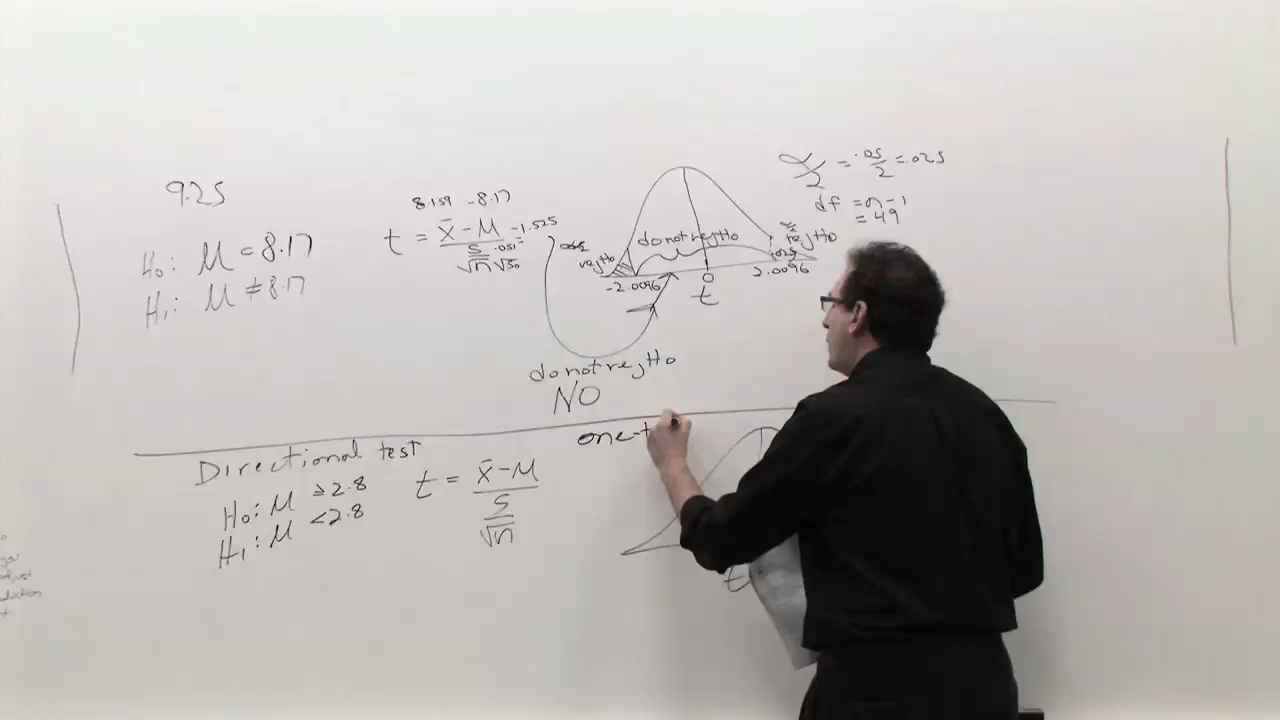 9.25
H₀: M = 8.17
H₁: M ≠ 8.17
8.159 - 8.17
t = x̄ - M = -1.525
S .051
√n √50
α/2 = .05/2 = .025
df = n-1
= 49
rej H₀
do not rej H₀
rej H₀
.025
-2.0096
0
2.0096
t
do not rej H₀
NO
Directional test
H₀: M ≥ 2.8
H₁: M < 2.8
t = x̄ - M
S
√n
one-t
t